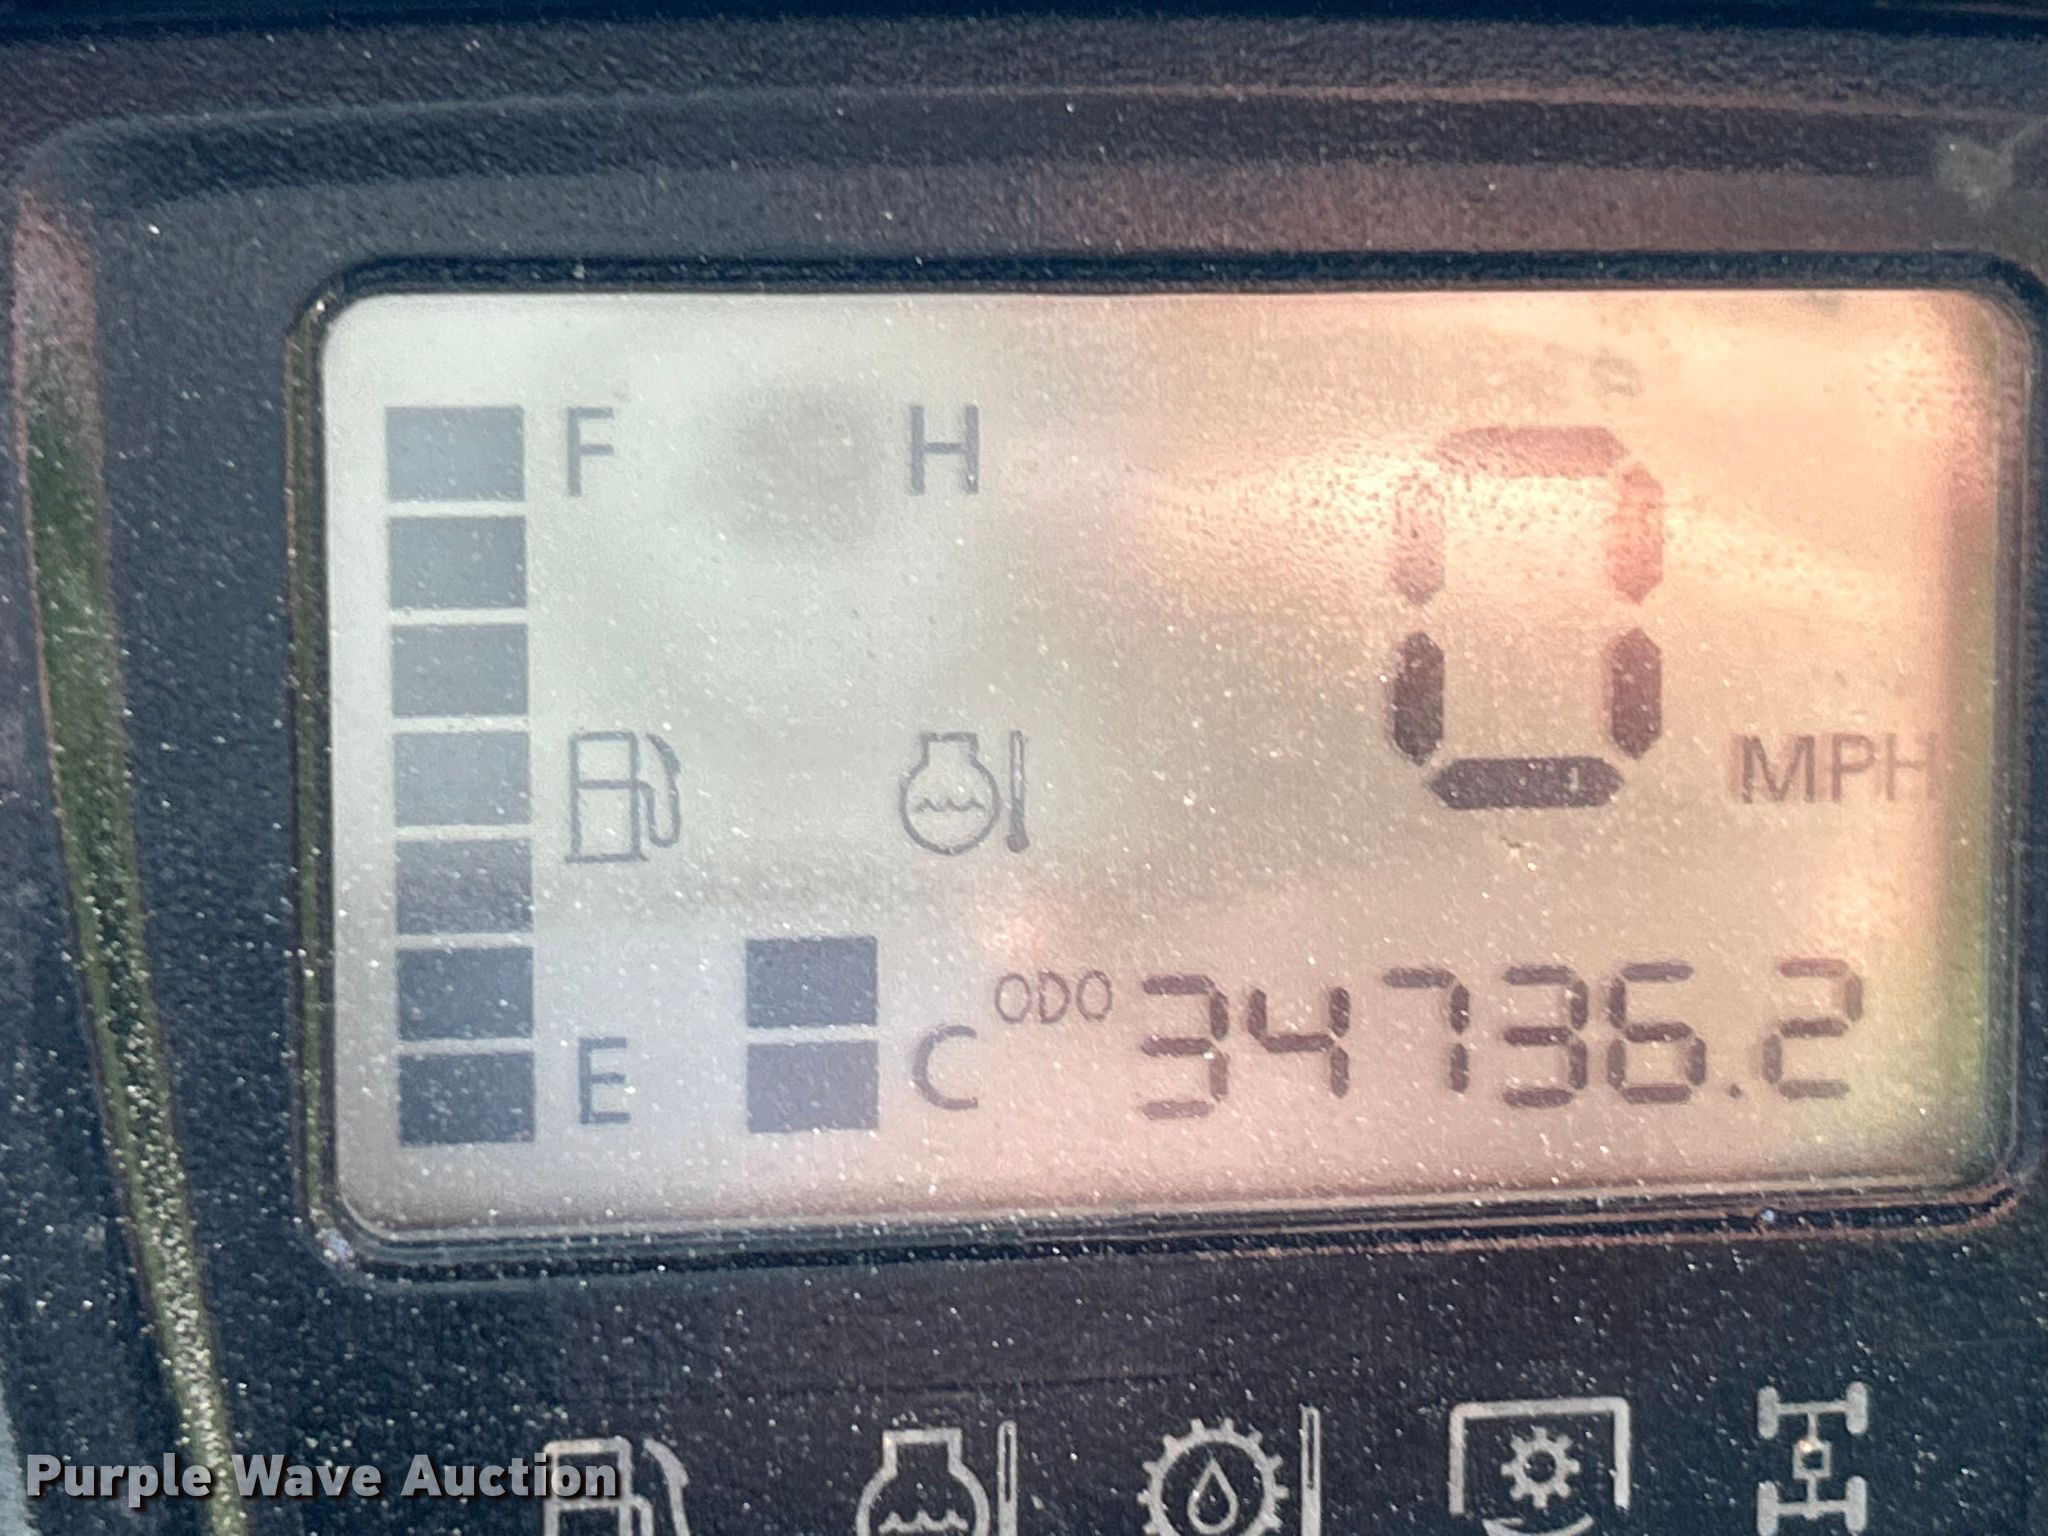 F H
0
MPH
E C ODO 34736.2
Purple Wave Auction